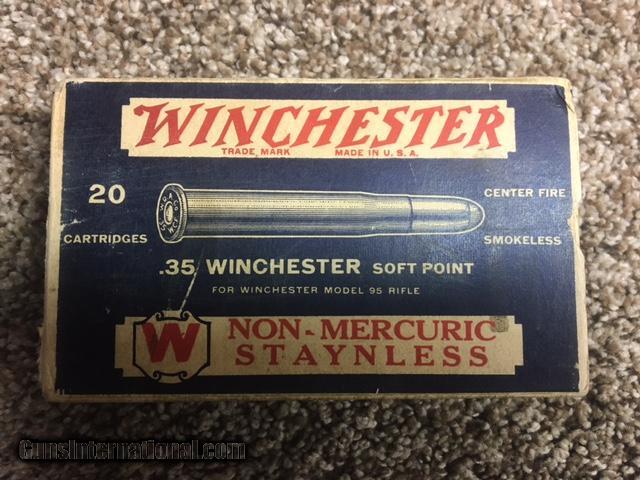 WINCHESTER
TRADE MARK MADE IN U.S.A.
20 CENTER FIRE
CARTRIDGES SMOKELESS
.35 WINCHESTER SOFT POINT
FOR WINCHESTER MODEL 95 RIFLE
W NON-MERCURIC
STAYNLESS
GunsInternational.com